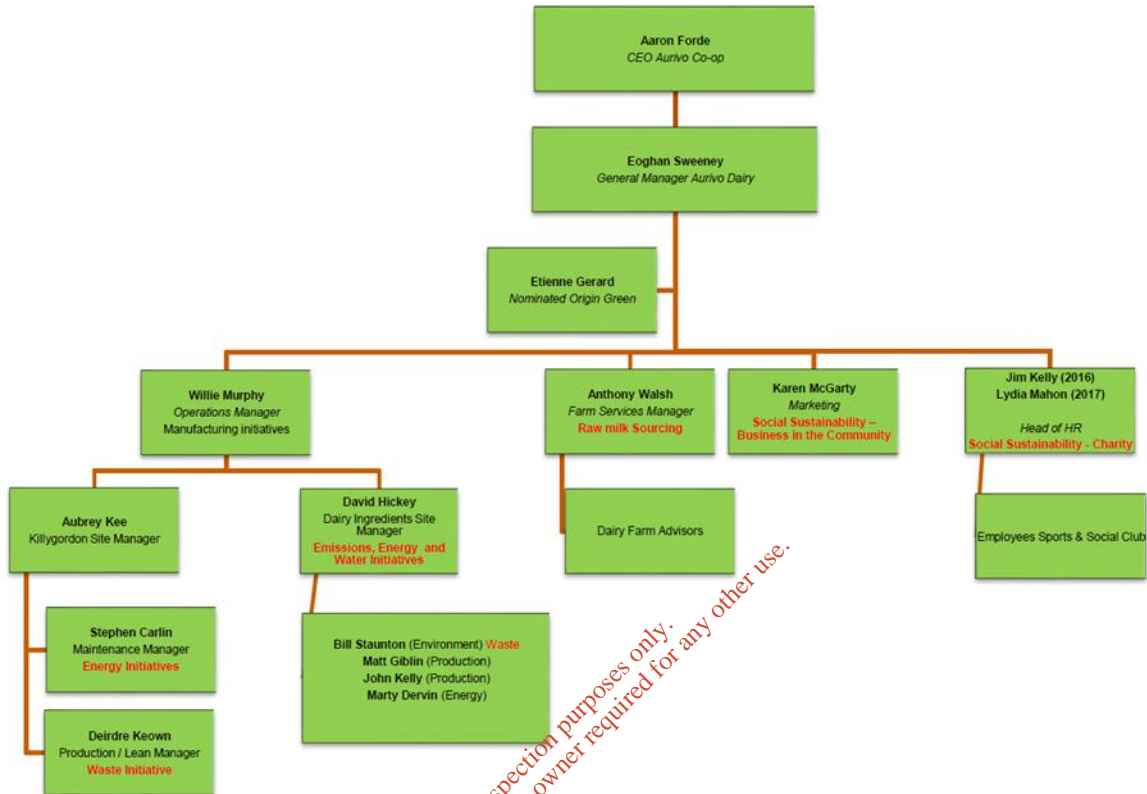 Aaron Forde
CEO Aurivo Co-op
Eoghan Sweeney
General Manager Aurivo Dairy
Etienne Gerard
Nominated Origin Green
Willie Murphy
Operations Manager
Manufacturing initiatives
Anthony Walsh
Farm Services Manager
Raw milk Sourcing
Karen McGarty
Marketing
Social Sustainability –
Business in the Community
Jim Kelly (2016)
Lydia Mahon (2017)
Head of HR
Social Sustainability - Charity
Aubrey Kee
Killygordon Site Manager
David Hickey
Dairy Ingredients Site
Manager
Emissions, Energy and
Water Initiatives
Dairy Farm Advisors
Employees Sports & Social Club
Stephen Carlin
Maintenance Manager
Energy Initiatives
Bill Staunton (Environment) Waste
Matt Giblin (Production)
John Kelly (Production)
Marty Dervin (Energy)
Deirdre Keown
Production / Lean Manager
Waste Initiative
spection purposes only.
owner required for any other use.